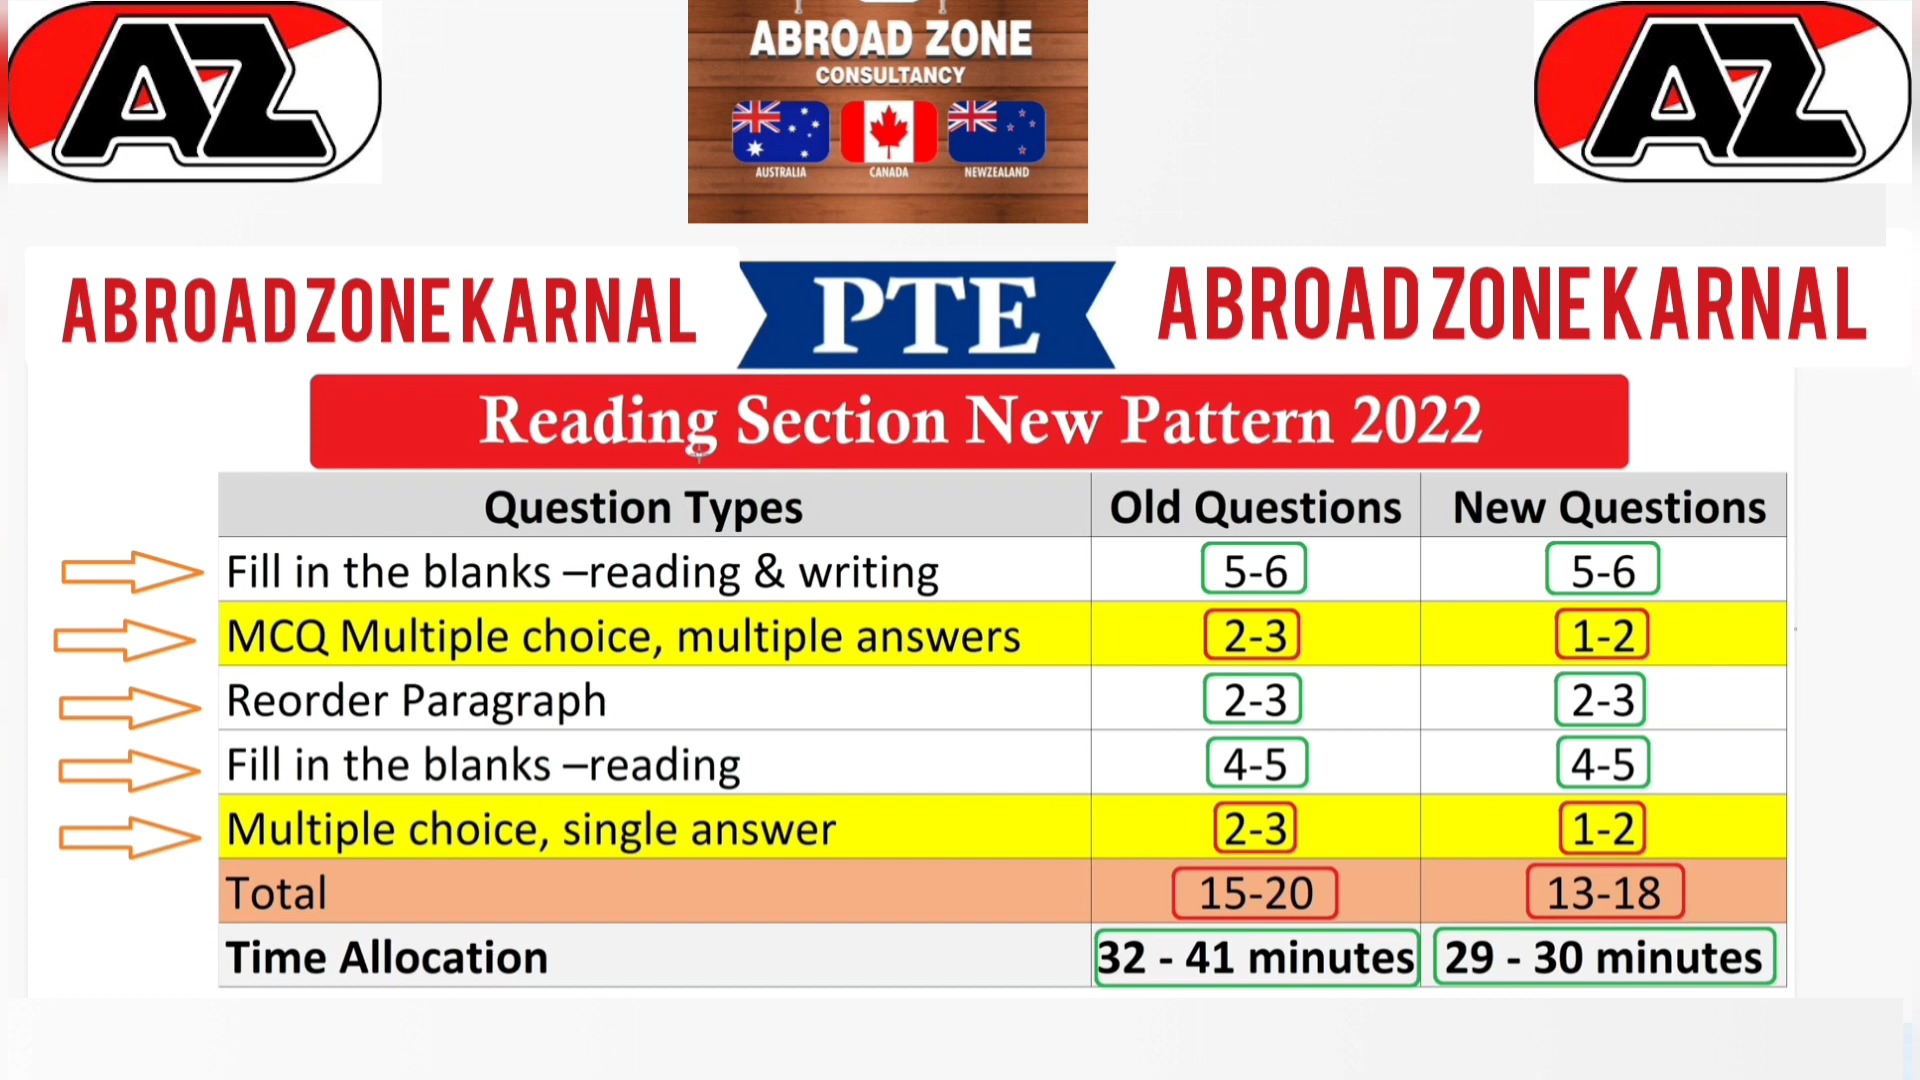 AZ
ABROAD ZONE
CONSULTANCY
AUSTRALIA CANADA NEWZEALAND
AZ
ABROAD ZONE KARNAL PTE ABROAD ZONE KARNAL
Reading Section New Pattern 2022
Question Types Old Questions New Questions
Fill in the blanks –reading & writing 5-6 5-6
MCQ Multiple choice, multiple answers 2-3 1-2
Reorder Paragraph 2-3 2-3
Fill in the blanks –reading 4-5 4-5
Multiple choice, single answer 2-3 1-2
Total 15-20 13-18
Time Allocation 32 - 41 minutes 29 - 30 minutes